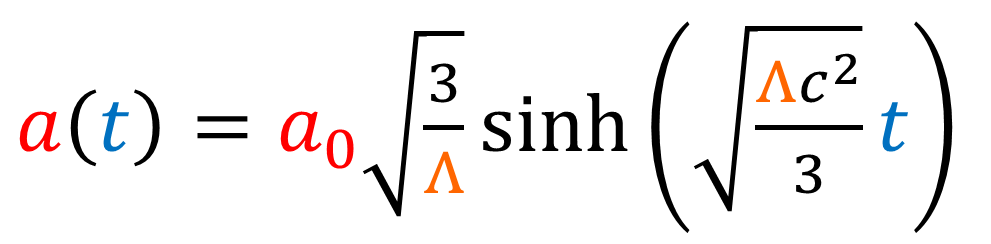 a(t) = a₀√(3/Λ) sinh(√(Λc²/3) t)